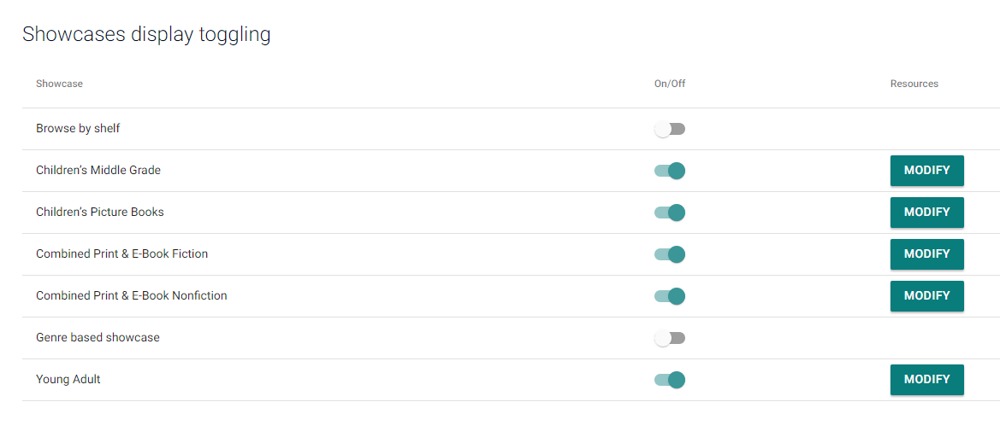 Showcases display toggling
Showcase On/Off Resources
Browse by shelf
Children’s Middle Grade MODIFY
Children’s Picture Books MODIFY
Combined Print & E-Book Fiction MODIFY
Combined Print & E-Book Nonfiction MODIFY
Genre based showcase
Young Adult MODIFY